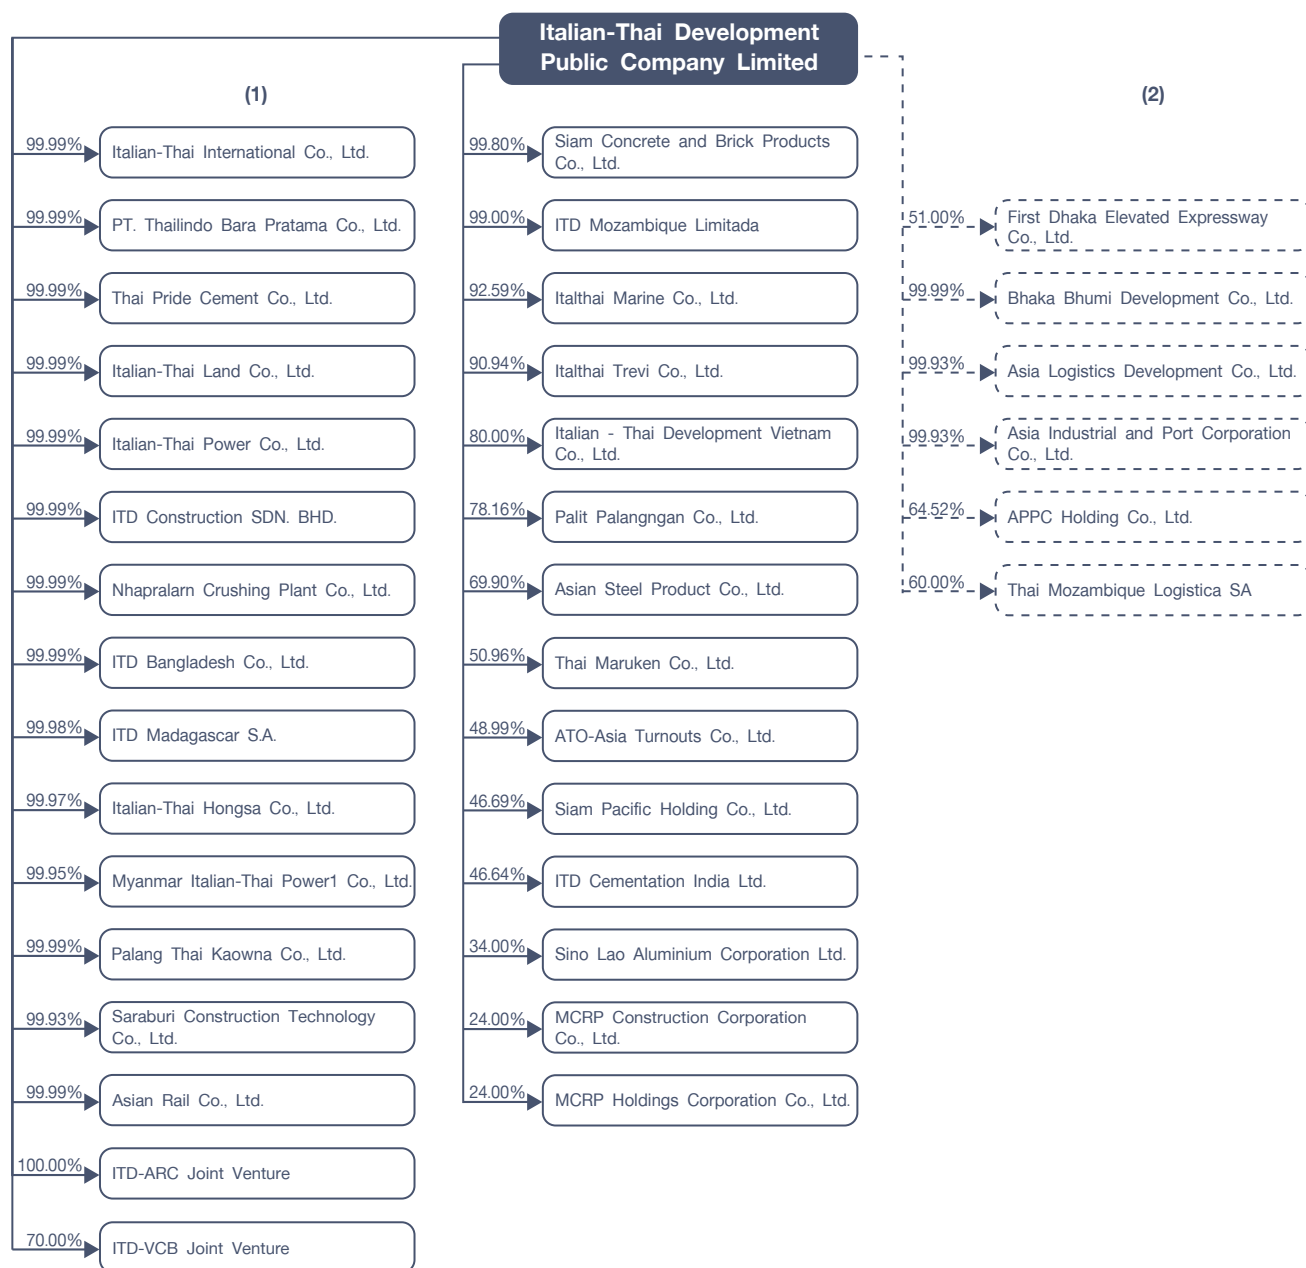 Italian-Thai Development
Public Company Limited
(1)
99.99%
Italian-Thai International Co., Ltd.
99.99%
PT. Thailindo Bara Pratama Co., Ltd.
99.99%
Thai Pride Cement Co., Ltd.
99.99%
Italian-Thai Land Co., Ltd.
99.99%
Italian-Thai Power Co., Ltd.
99.99%
ITD Construction SDN. BHD.
99.99%
Nhapralarn Crushing Plant Co., Ltd.
99.99%
ITD Bangladesh Co., Ltd.
99.98%
ITD Madagascar S.A.
99.97%
Italian-Thai Hongsa Co., Ltd.
99.95%
Myanmar Italian-Thai Power1 Co., Ltd.
99.99%
Palang Thai Kaowna Co., Ltd.
99.93%
Saraburi Construction Technology
Co., Ltd.
99.99%
Asian Rail Co., Ltd.
100.00%
ITD-ARC Joint Venture
70.00%
ITD-VCB Joint Venture
99.80%
Siam Concrete and Brick Products
Co., Ltd.
99.00%
ITD Mozambique Limitada
92.59%
Italthai Marine Co., Ltd.
90.94%
Italthai Trevi Co., Ltd.
80.00%
Italian - Thai Development Vietnam
Co., Ltd.
78.16%
Palit Palangngan Co., Ltd.
69.90%
Asian Steel Product Co., Ltd.
50.96%
Thai Maruken Co., Ltd.
48.99%
ATO-Asia Turnouts Co., Ltd.
46.69%
Siam Pacific Holding Co., Ltd.
46.64%
ITD Cementation India Ltd.
34.00%
Sino Lao Aluminium Corporation Ltd.
24.00%
MCRP Construction Corporation
Co., Ltd.
24.00%
MCRP Holdings Corporation Co., Ltd.
(2)
51.00%
First Dhaka Elevated Expressway
Co., Ltd.
99.99%
Bhaka Bhumi Development Co., Ltd.
99.93%
Asia Logistics Development Co., Ltd.
99.93%
Asia Industrial and Port Corporation
Co., Ltd.
64.52%
APPC Holding Co., Ltd.
60.00%
Thai Mozambique Logistica SA